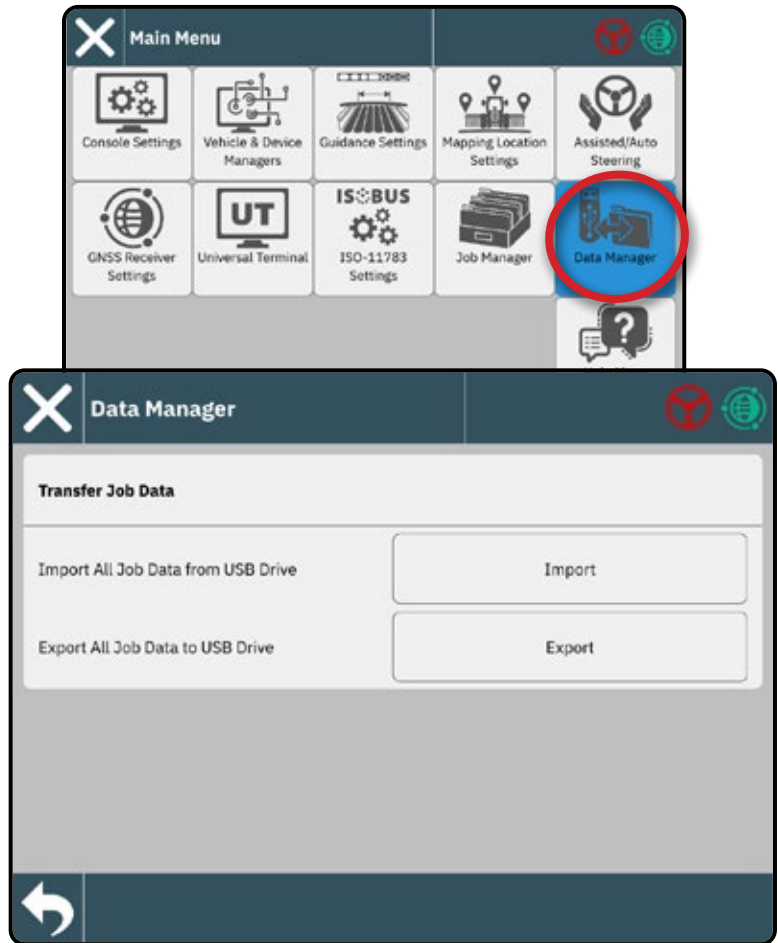 Main Menu
Console Settings
Vehicle & Device
Managers
Guidance Settings
Mapping Location
Settings
Assisted/Auto
Steering
GNSS Receiver
Settings
UT
Universal Terminal
ISOBUS
ISO-11783
Settings
Job Manager
Data Manager
?
Data Manager
Transfer Job Data
Import All Job Data from USB Drive
Import
Export All Job Data to USB Drive
Export